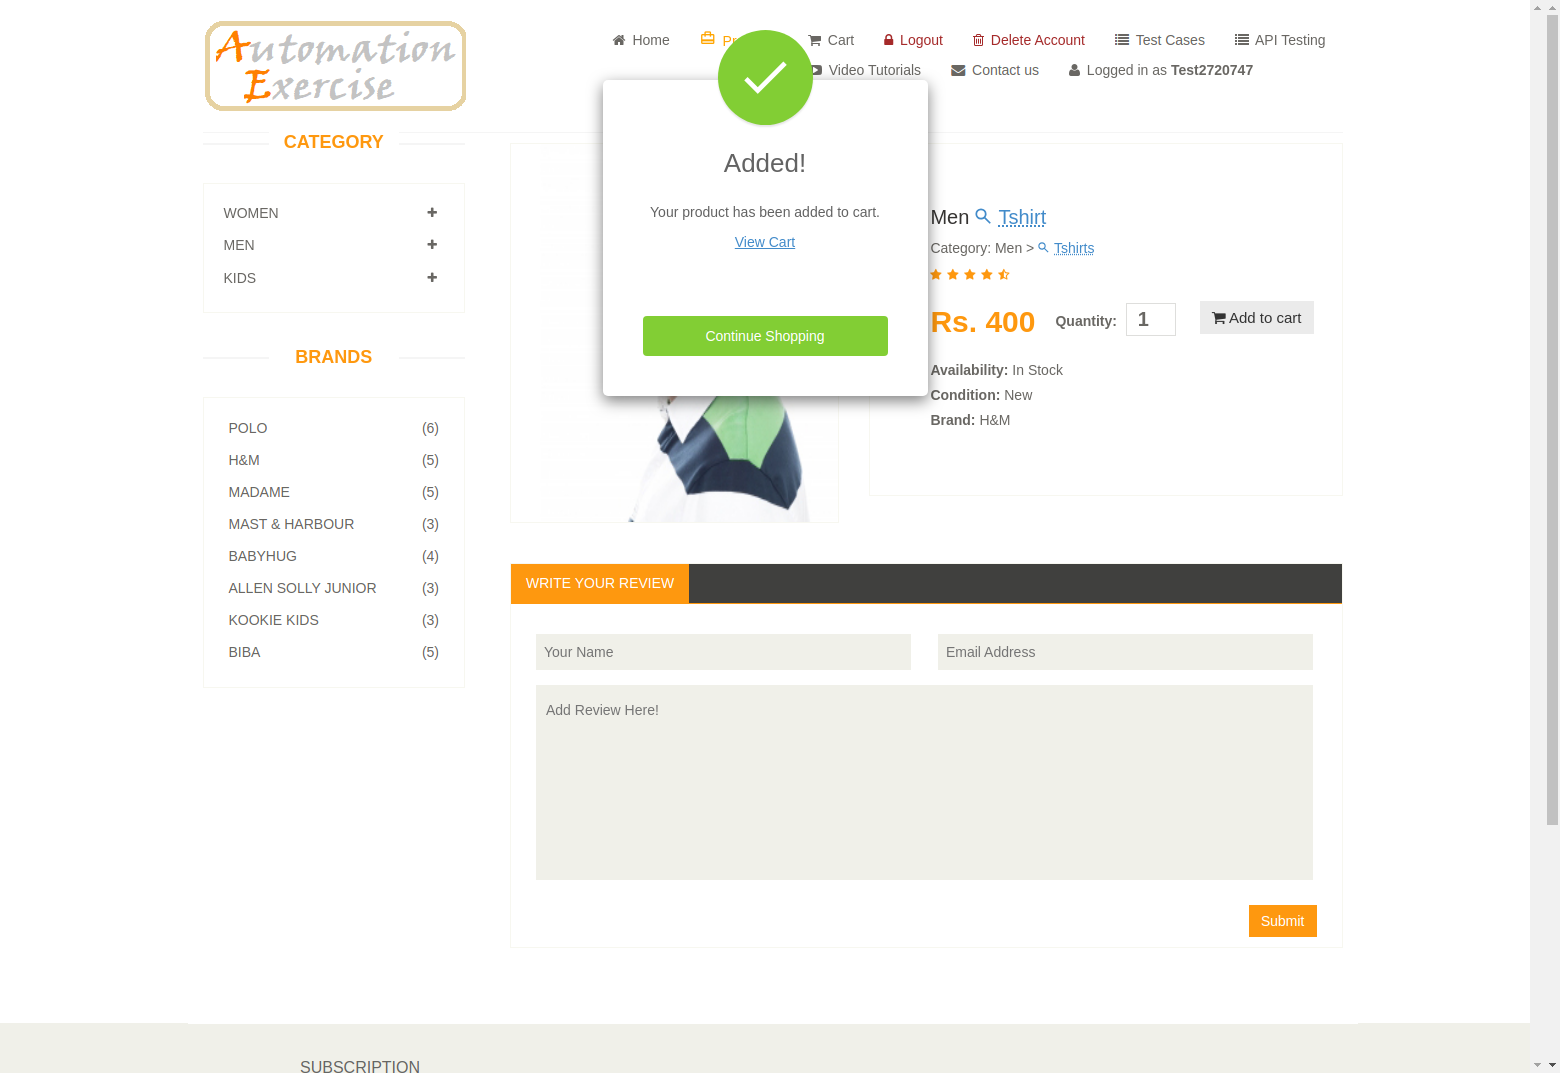 Automation
Exercise
Home
Cart
Logout
Delete Account
Test Cases
API Testing
Video Tutorials
Contact us
Logged in as Test2720747
Added!
Your product has been added to cart.
View Cart
Continue Shopping
CATEGORY
WOMEN
MEN
KIDS
BRANDS
POLO (6)
H&M (5)
MADAME (5)
MAST & HARBOUR (3)
BABYHUG (4)
ALLEN SOLLY JUNIOR (3)
KOOKIE KIDS (3)
BIBA (5)
Men Tshirt
Category: Men > Tshirts
Rs. 400 Quantity: 1 Add to cart
Availability: In Stock
Condition: New
Brand: H&M
WRITE YOUR REVIEW
Your Name
Email Address
Add Review Here!
Submit
SUBSCRIPTION